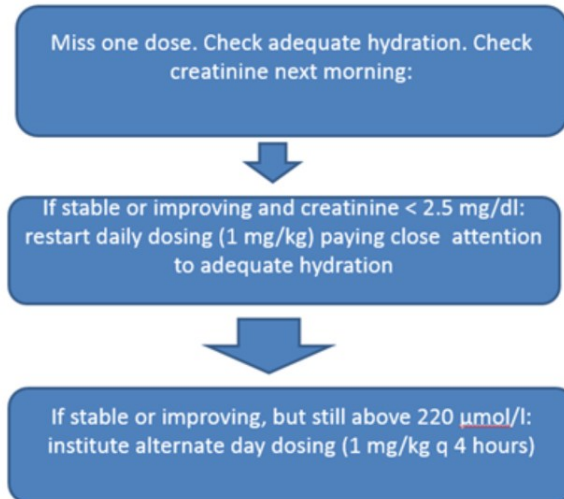 Miss one dose. Check adequate hydration. Check
creatinine next morning:
If stable or improving and creatinine < 2.5 mg/dl:
restart daily dosing (1 mg/kg) paying close attention
to adequate hydration
If stable or improving, but still above 220 µmol/l:
institute alternate day dosing (1 mg/kg q 4 hours)